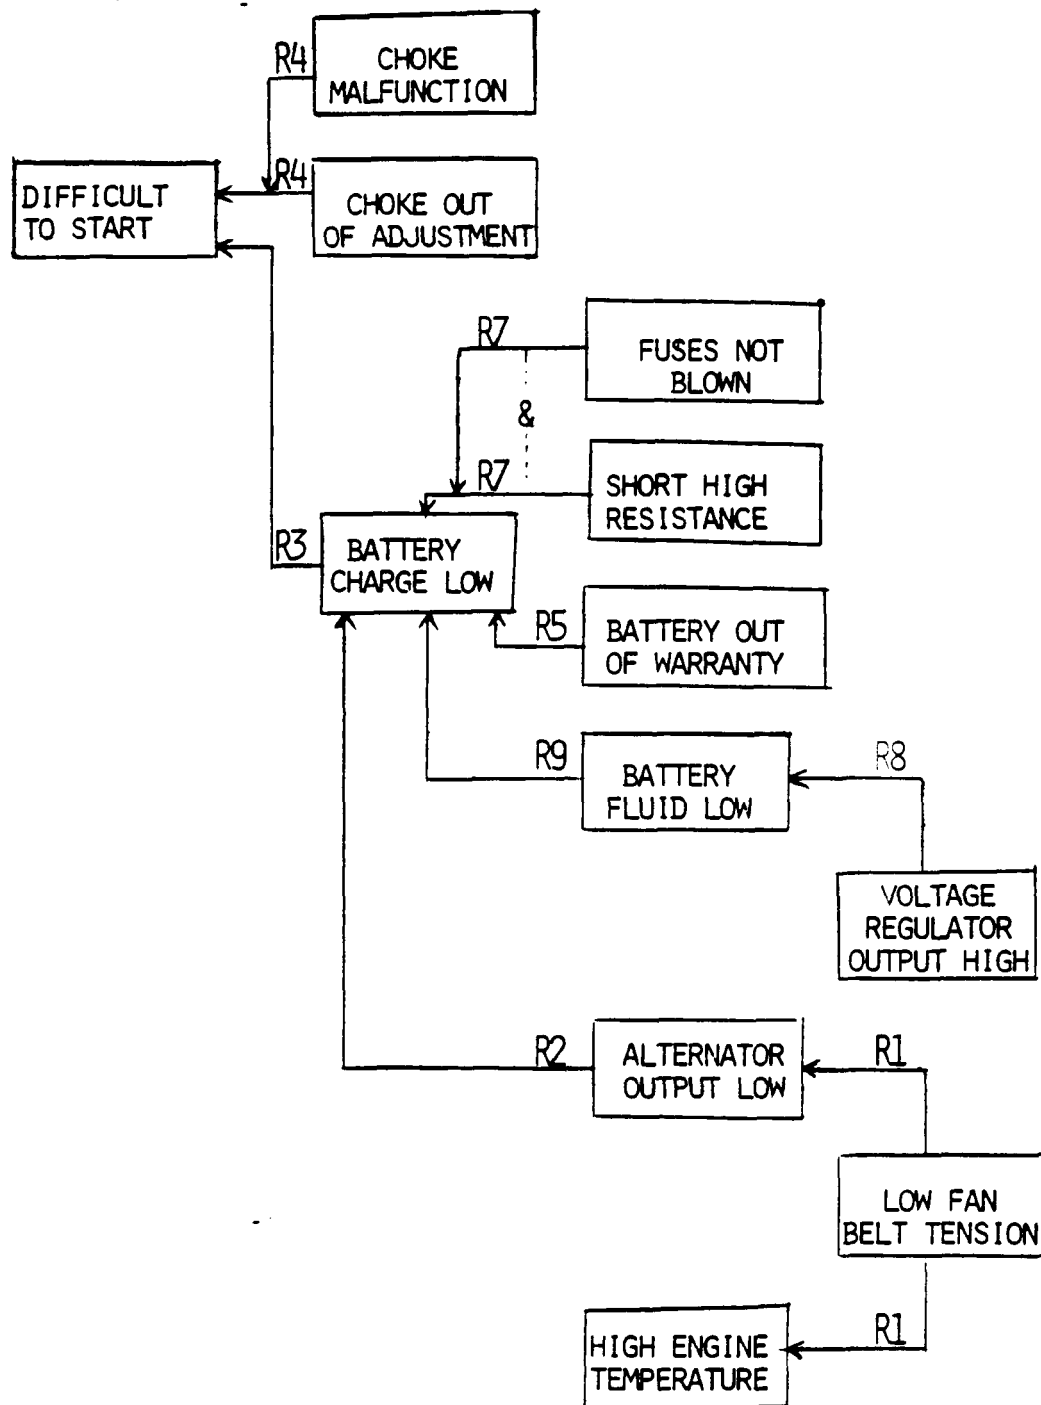 R4
CHOKE
MALFUNCTION
R4
CHOKE OUT
OF ADJUSTMENT
DIFFICULT
TO START
R7
FUSES NOT
BLOWN
&
R7
SHORT HIGH
RESISTANCE
R3
BATTERY
CHARGE LOW
R5
BATTERY OUT
OF WARRANTY
R9
BATTERY
FLUID LOW
R8
VOLTAGE
REGULATOR
OUTPUT HIGH
R2
ALTERNATOR
OUTPUT LOW
R1
LOW FAN
BELT TENSION
R1
HIGH ENGINE
TEMPERATURE